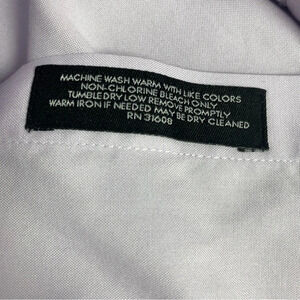 MACHINE WASH WARM WITH LIKE COLORS
NON-CHLORINE BLEACH ONLY
TUMBLE DRY LOW REMOVE PROMPTLY
WARM IRON IF NEEDED MAY BE DRY CLEANED
RN 31608